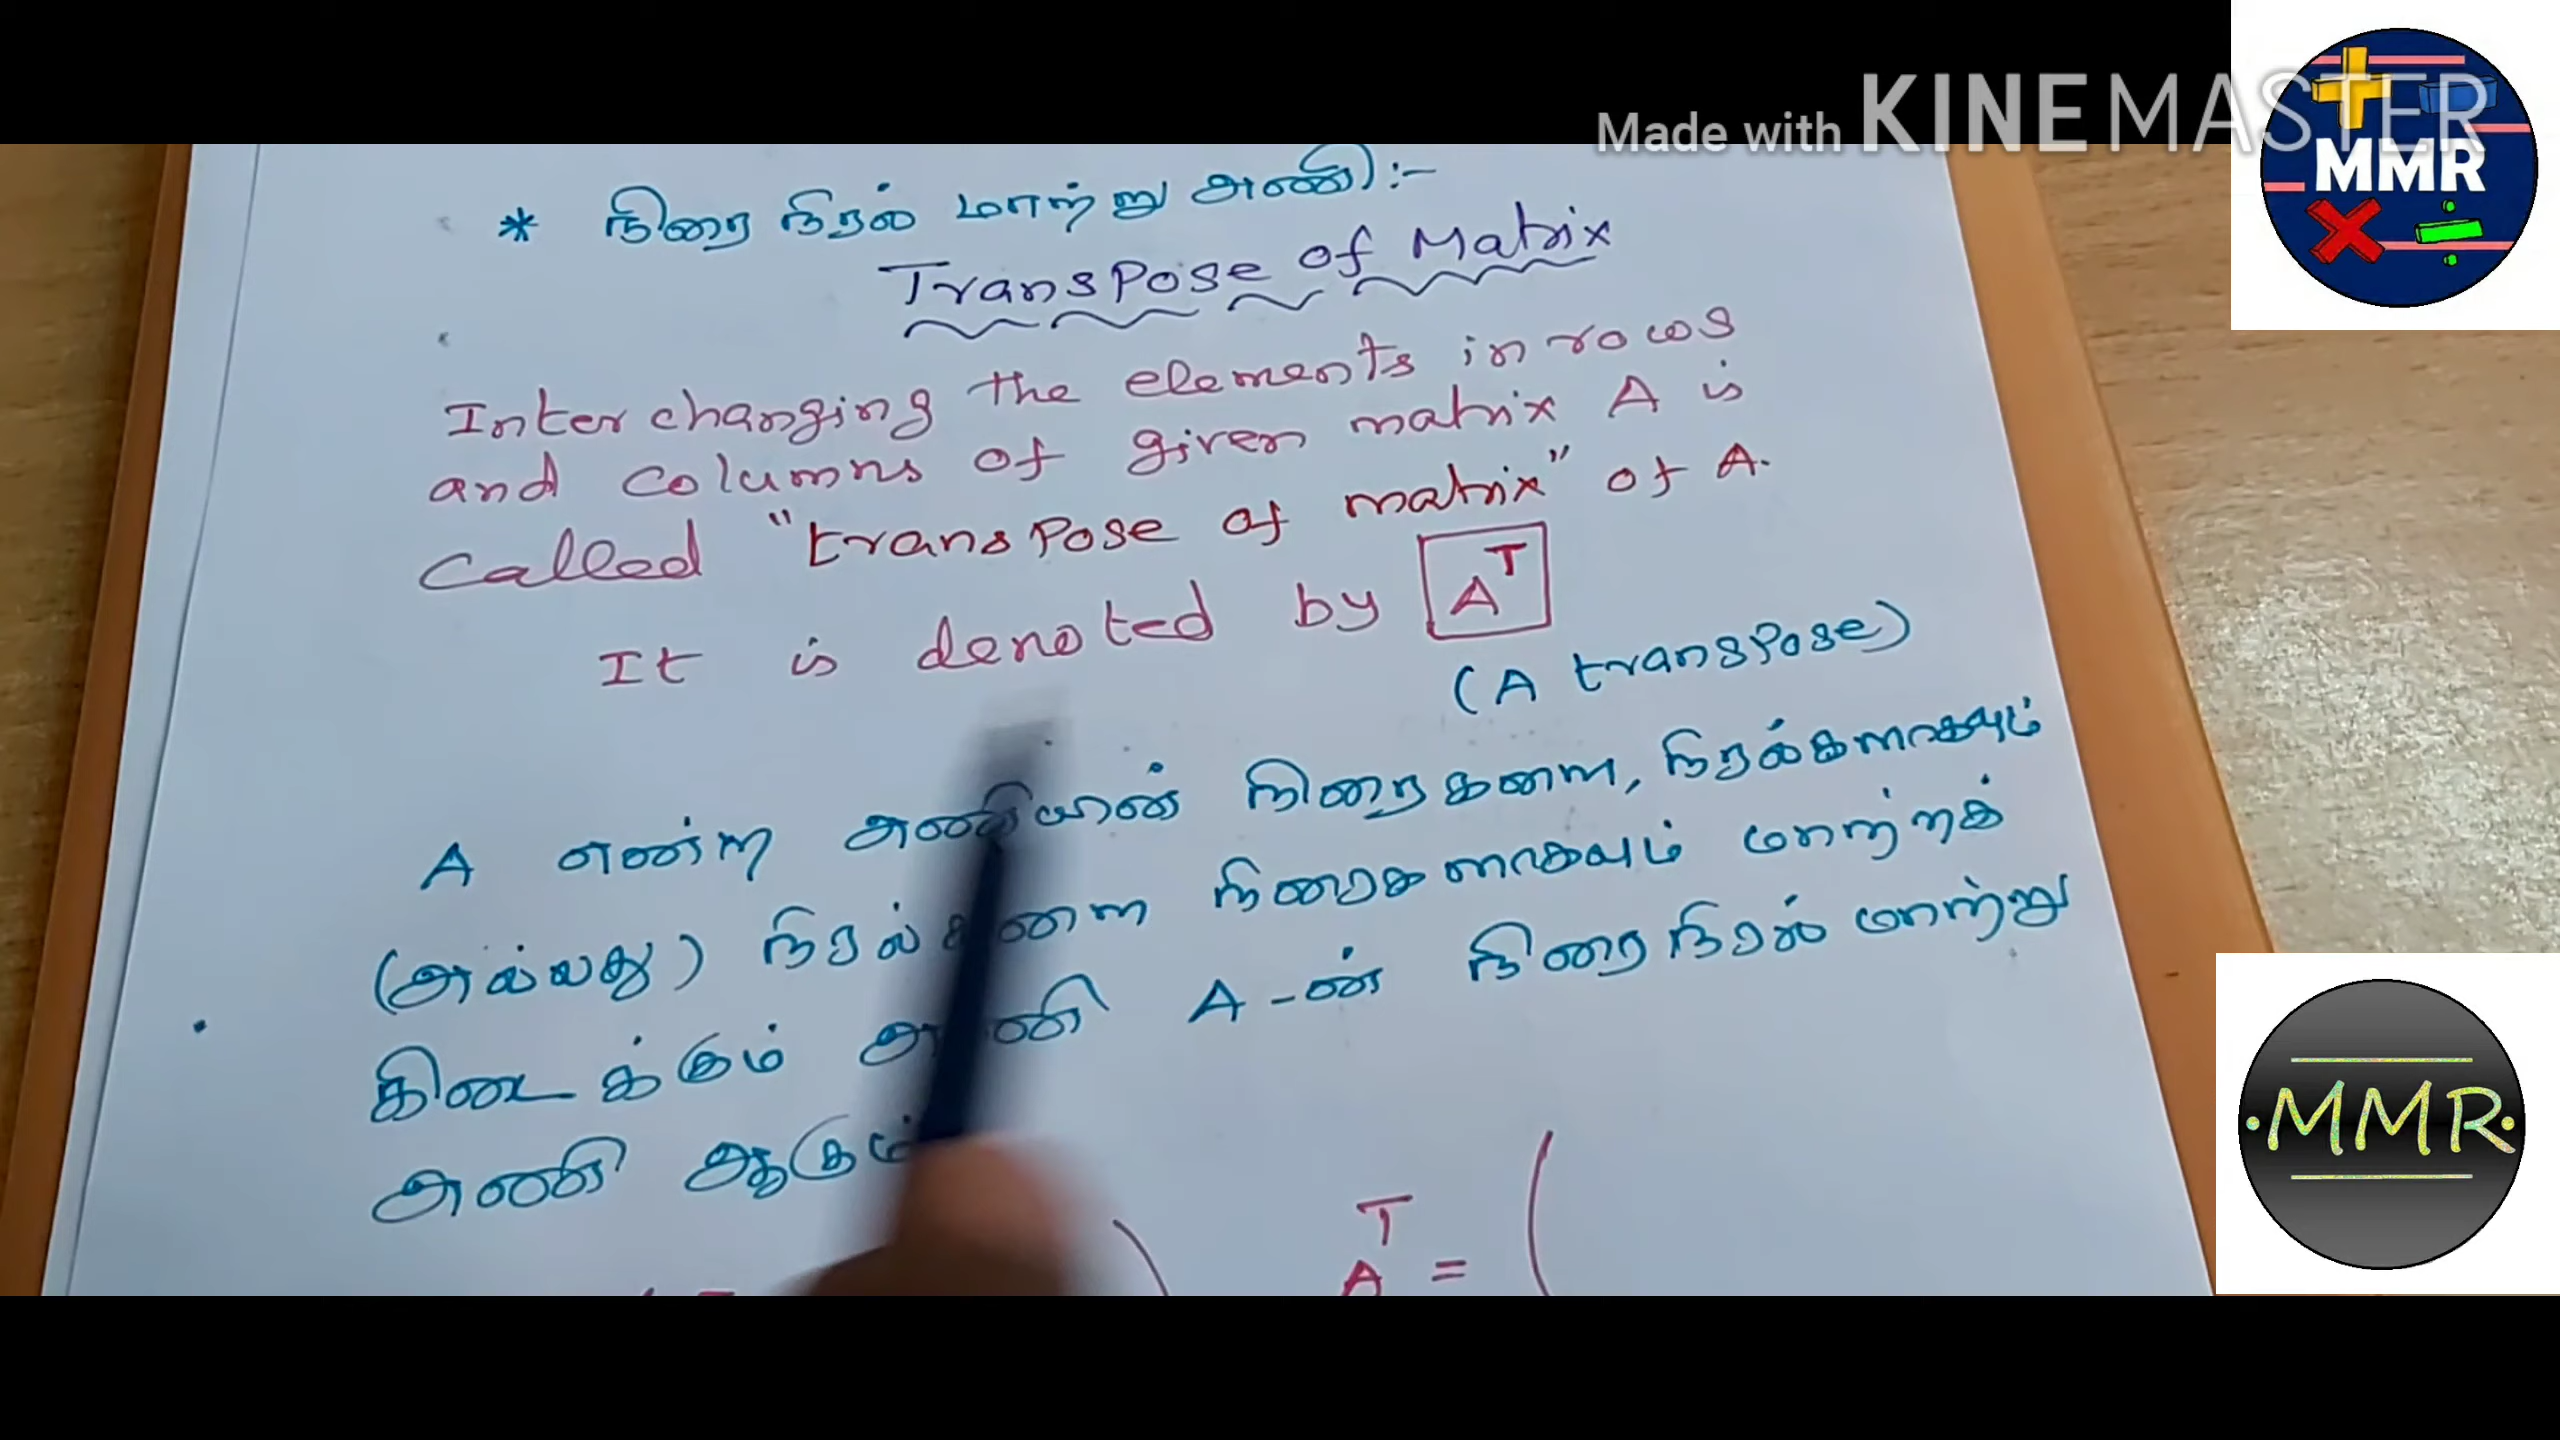 Made with KINEMASTER
MMR
* நிரை நிரல் மாற்று அணி:-
Transpose of Matrix
Inter changing the elements in rows
and columns of given matrix A is
called "transpose of matrix" of A.
It is denoted by A^T
(A transpose)
A என்ற அணியின் நிரைகளை, நிரல்களாகவும்
(அல்லது) நிரல்களை நிரைகளாகவும் மாற்றக்
கிடைக்கும் அணி A-ன் நிரை நிரல் மாற்று
அணி ஆகும்
A^T = (
MMR